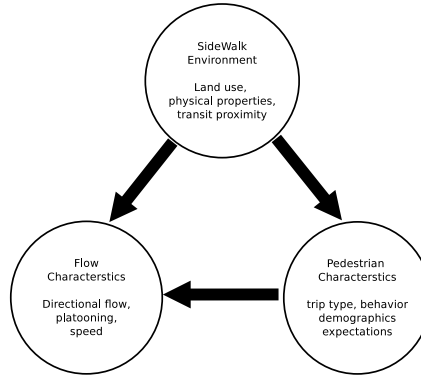 SideWalk
Environment
Land use,
physical properties,
transit proximity
Flow
Characterstics
Directional flow,
platooning,
speed
Pedestrian
Characterstics
trip type, behavior
demographics
expectations